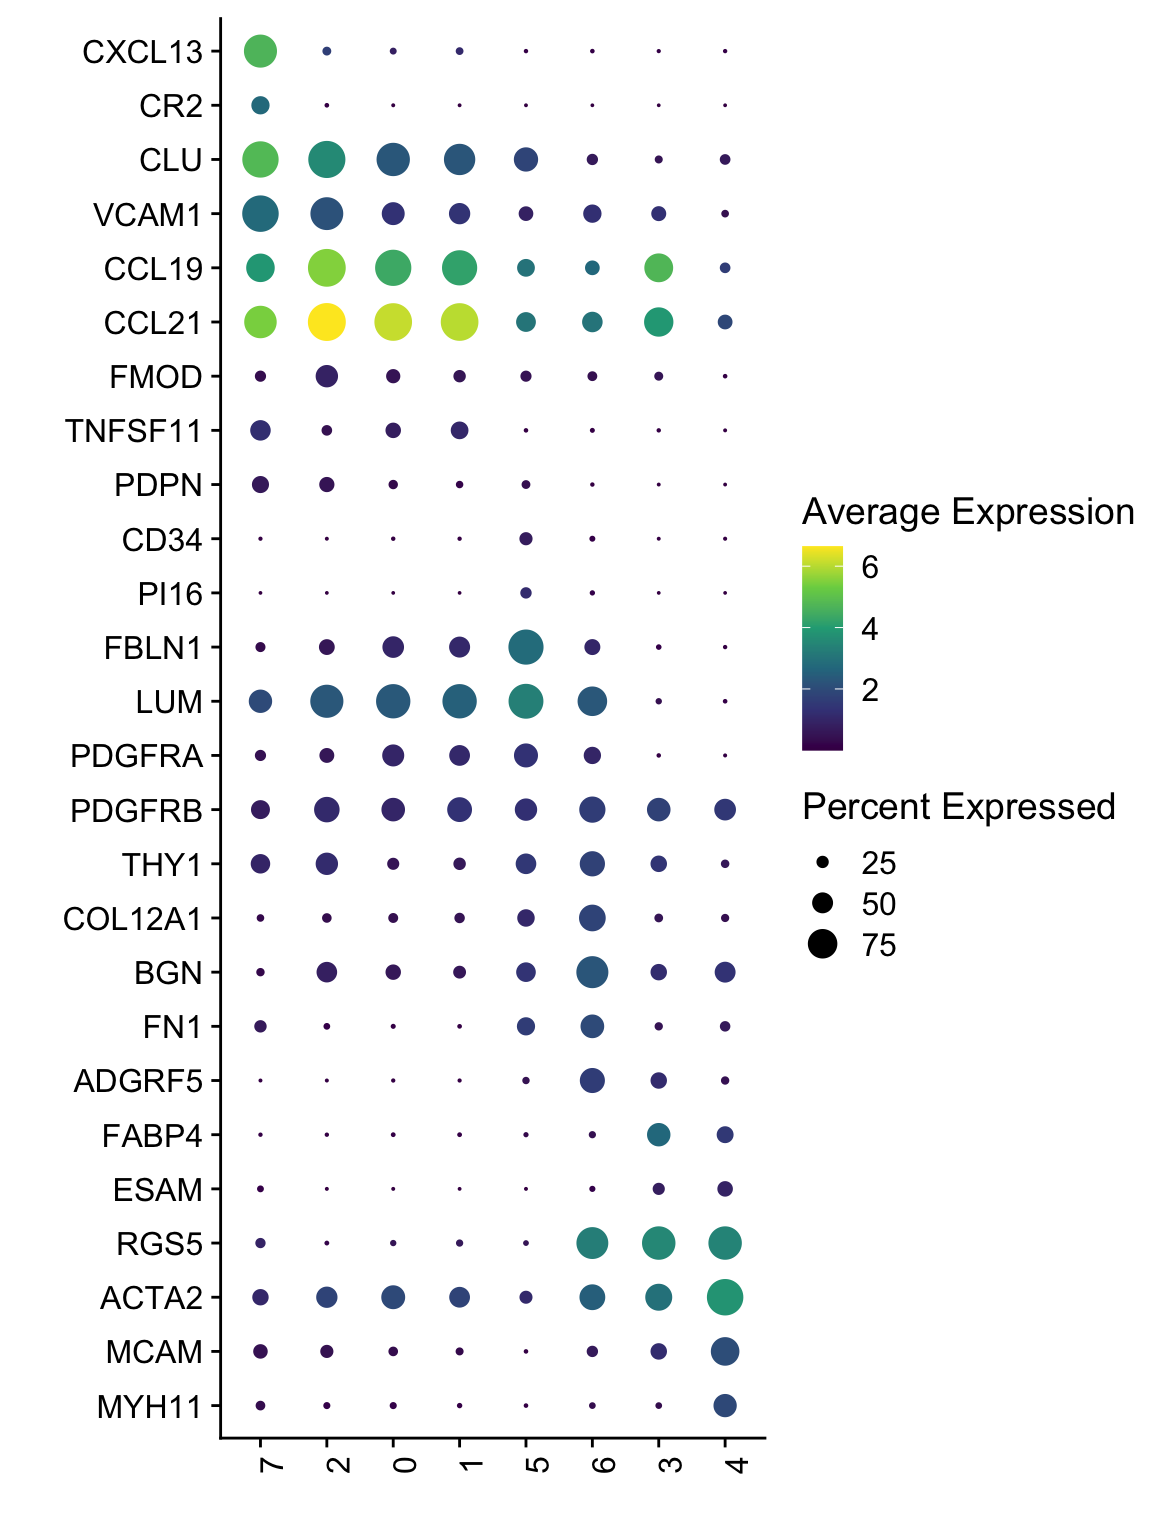 CXCL13
CR2
CLU
VCAM1
CCL19
CCL21
FMOD
TNFSF11
PDPN
CD34
PI16
FBLN1
LUM
PDGFRA
PDGFRB
THY1
COL12A1
BGN
FN1
ADGRF5
FABP4
ESAM
RGS5
ACTA2
MCAM
MYH11
7 2 0 1 5 6 3 4
Average Expression
6
4
2
Percent Expressed
25
50
75